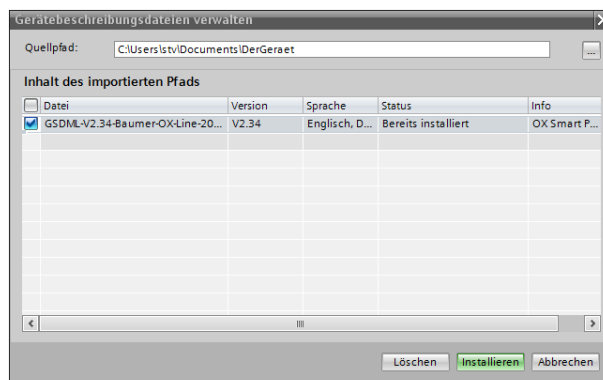 Gerätebeschreibungsdateien verwalten
Quellpfad: C:\Users\stv\Documents\DerGeraet ...
Inhalt des importierten Pfads
Datei Version Sprache Status Info
GSDML-V2.34-Baumer-OX-Line-20... V2.34 Englisch, D... Bereits installiert OX Smart P...
Löschen Installieren Abbrechen